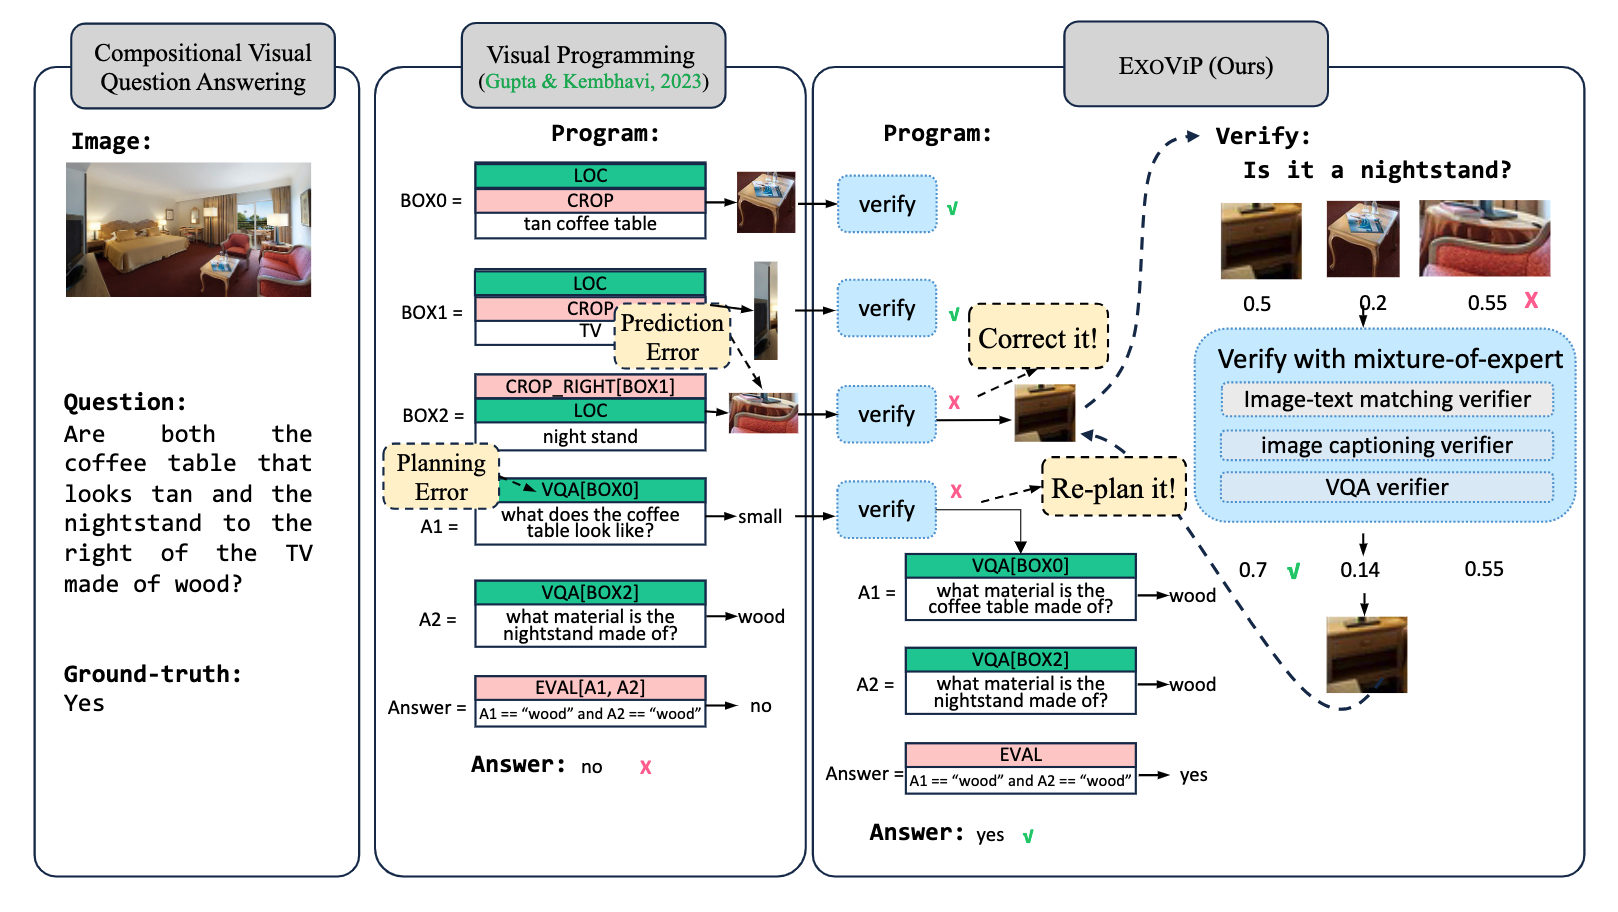 Compositional Visual
Question Answering
Image:
Question:
Are both the
coffee table that
looks tan and the
nightstand to the
right of the TV
made of wood?
Ground-truth:
Yes
Visual Programming
(Gupta & Kembhavi, 2023)
Program:
BOX0 =
LOC
CROP
tan coffee table
BOX1 =
LOC
CROP
TV
Prediction
Error
BOX2 =
CROP_RIGHT[BOX1]
LOC
night stand
Planning
Error
A1 =
VQA[BOX0]
what does the coffee
table look like?
small
A2 =
VQA[BOX2]
what material is the
nightstand made of?
wood
Answer =
EVAL[A1, A2]
A1 == “wood” and A2 == “wood”
no
Answer: no X
EXOVIP (Ours)
Program:
verify √
verify √
Correct it!
verify X
verify X
Re-plan it!
A1 =
VQA[BOX0]
what material is the
coffee table made of?
wood
A2 =
VQA[BOX2]
what material is the
nightstand made of?
wood
Answer =
EVAL
A1 == “wood” and A2 == “wood”
yes
Answer: yes √
Verify:
Is it a nightstand?
0.5 0.2 0.55 X
Verify with mixture-of-expert
Image-text matching verifier
image captioning verifier
VQA verifier
0.7 √ 0.14 0.55